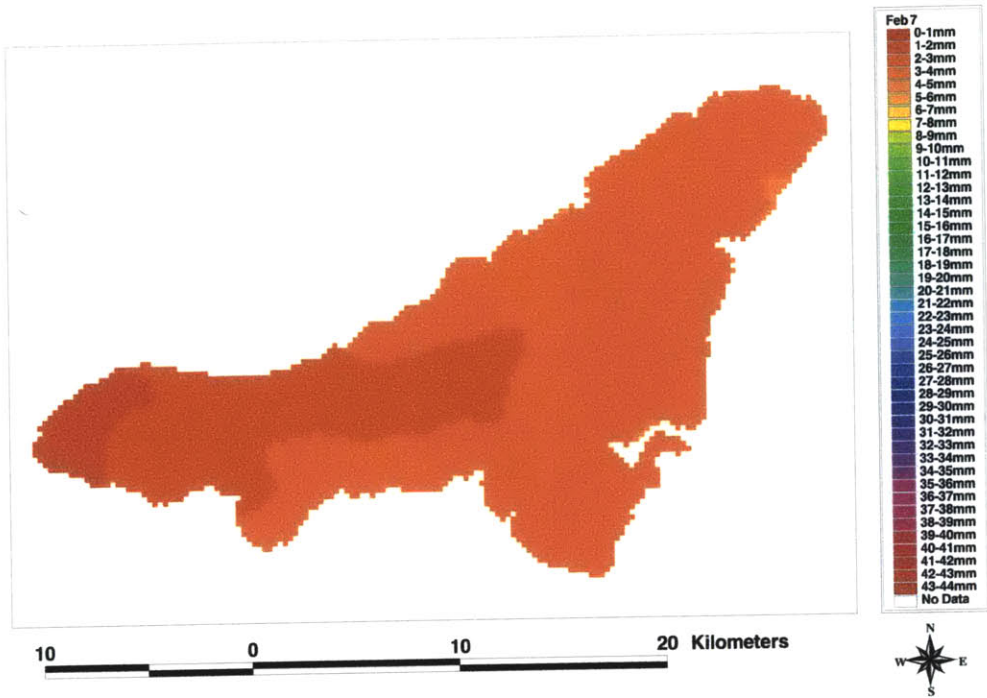 Feb 7
0-1mm
1-2mm
2-3mm
3-4mm
4-5mm
5-6mm
6-7mm
7-8mm
8-9mm
9-10mm
10-11mm
11-12mm
12-13mm
13-14mm
14-15mm
15-16mm
16-17mm
17-18mm
18-19mm
19-20mm
20-21mm
21-22mm
22-23mm
23-24mm
24-25mm
25-26mm
26-27mm
27-28mm
28-29mm
29-30mm
30-31mm
31-32mm
32-33mm
33-34mm
34-35mm
35-36mm
36-37mm
37-38mm
38-39mm
39-40mm
40-41mm
41-42mm
42-43mm
43-44mm
No Data
10 0 10 20 Kilometers
N
W E
S